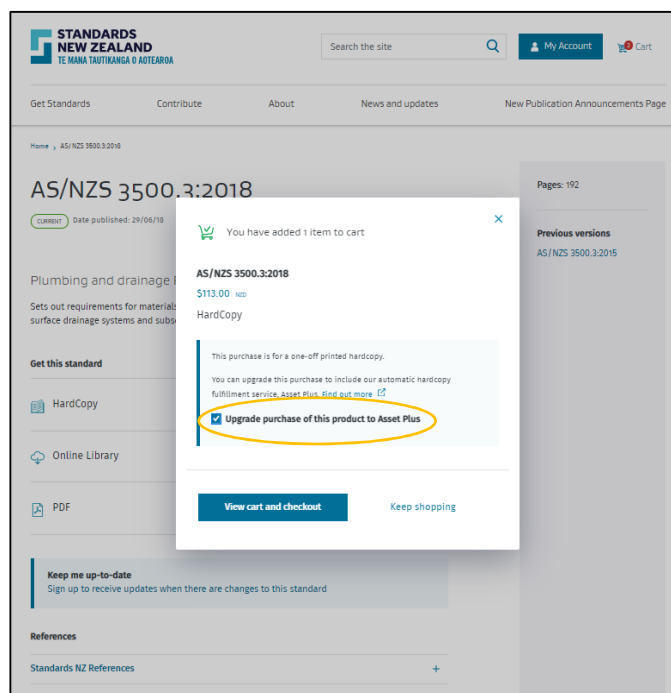 STANDARDS
NEW ZEALAND
TE MANA TAUTIKANGA O AOTEAROA
Search the site
My Account
Cart
Get Standards
Contribute
About
News and updates
New Publication Announcements Page
Home > AS/NZS 3500.3:2018
AS/NZS 3500.3:2018
CURRENT
Date published: 29/06/18
Pages: 192
Previous versions
AS/NZS 3500.3:2015
Plumbing and drainage
Sets out requirements for materials
surface drainage systems and
Get this standard
HardCopy
Online Library
PDF
You have added 1 item to cart
AS/NZS 3500.3:2018
$113.00 NZD
HardCopy
This purchase is for a one-off printed hardcopy.
You can upgrade this purchase to include our automatic hardcopy
fulfillment service, Asset Plus. Find out more
Upgrade purchase of this product to Asset Plus
View cart and checkout
Keep shopping
Keep me up-to-date
Sign up to receive updates when there are changes to this standard
References
Standards NZ References
+